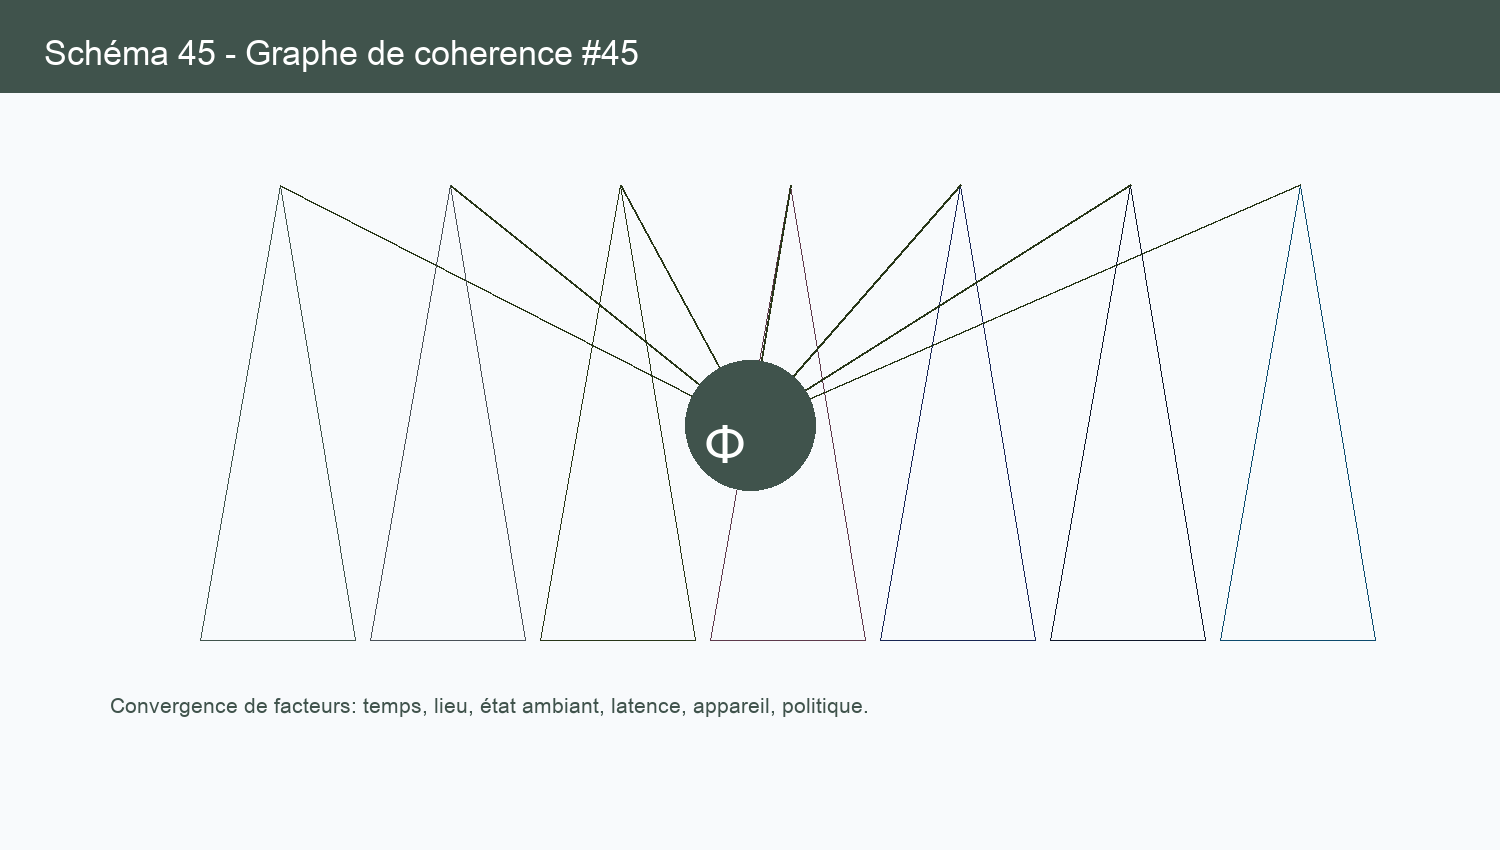 Schéma 45 - Graphe de coherence #45
Φ
Convergence de facteurs: temps, lieu, état ambiant, latence, appareil, politique.